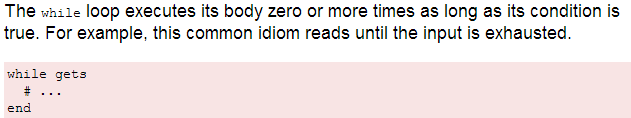 The while loop executes its body zero or more times as long as its condition is
true. For example, this common idiom reads until the input is exhausted.
while gets
  # ...
end